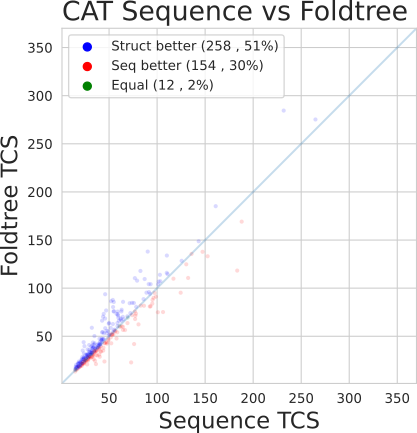 CAT Sequence vs Foldtree
Struct better (258 , 51%)
Seq better (154 , 30%)
Equal (12 , 2%)
350
300
250
200
150
100
50
Foldtree TCS
50 100 150 200 250 300 350
Sequence TCS